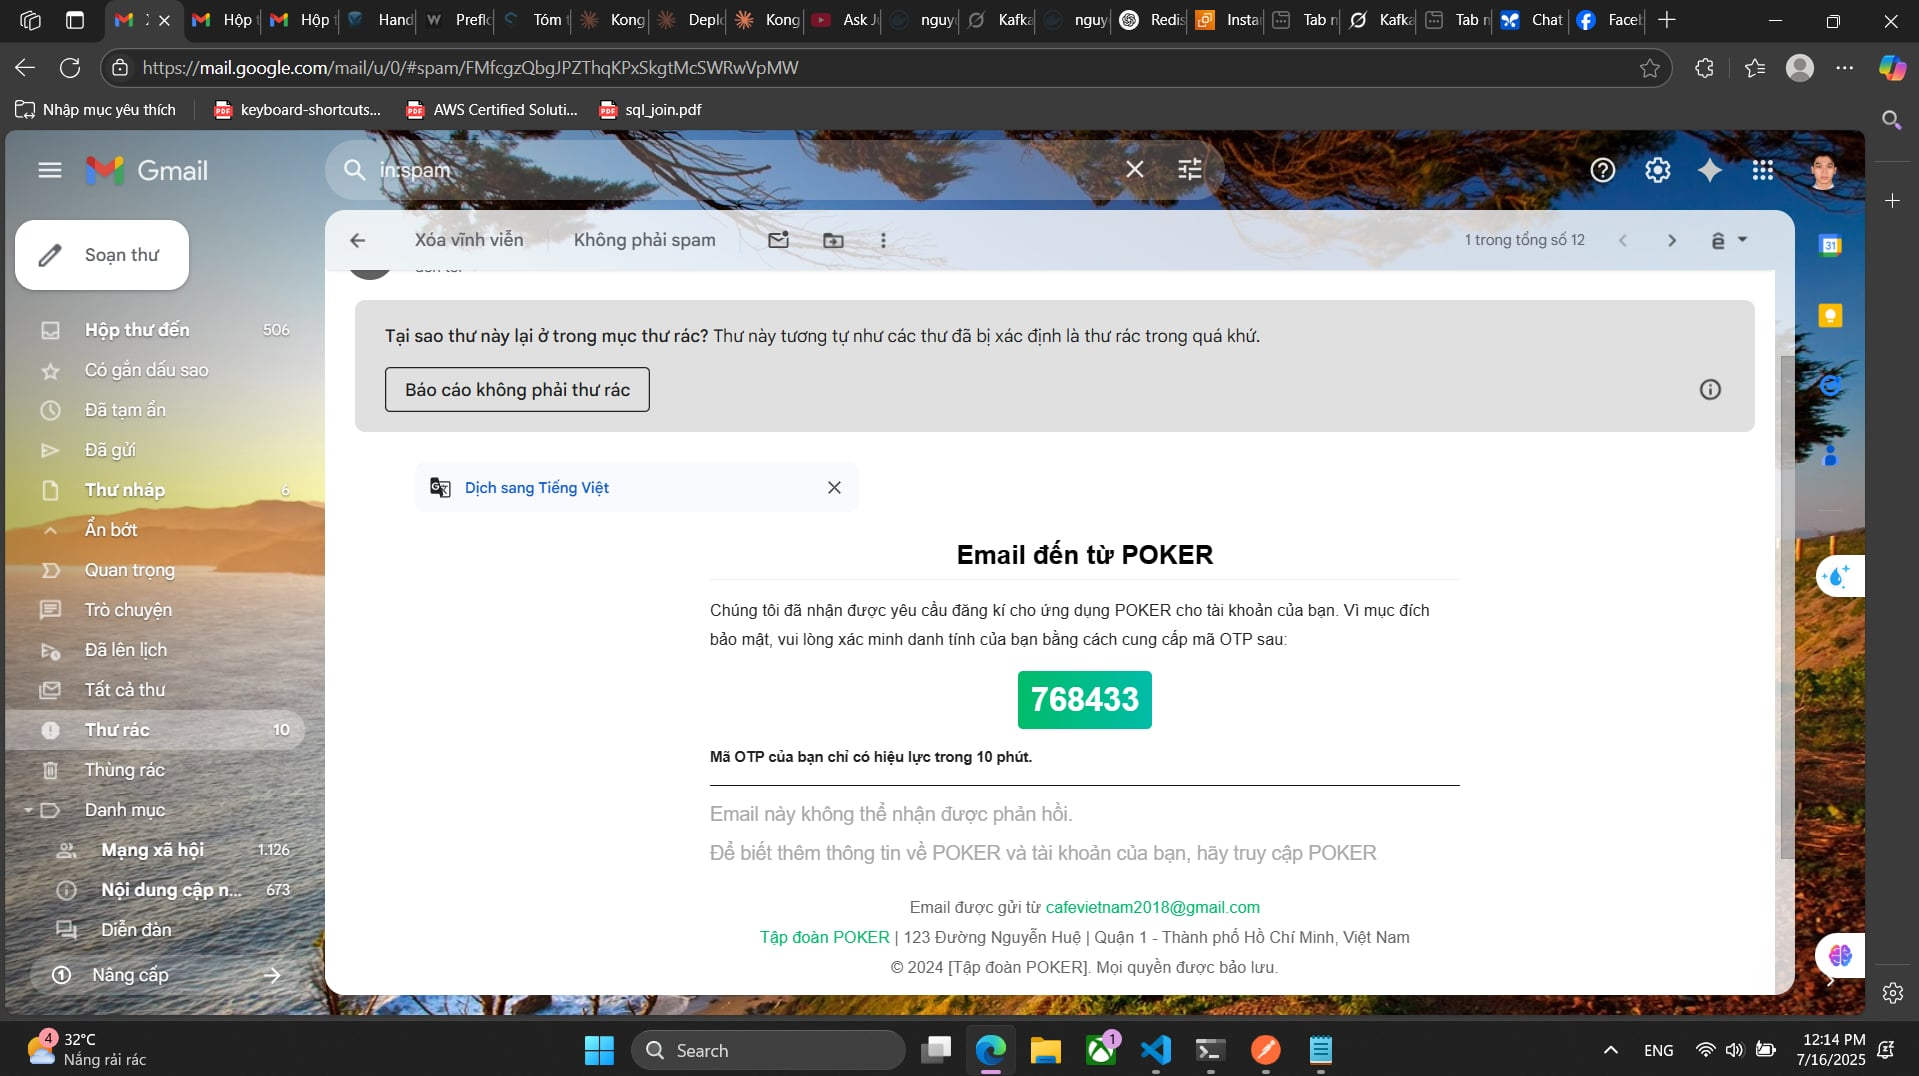 Hộp t
Hộp t
Hand
Preflo
Tóm t
Kong
Deplo
Kong
Ask J
nguy
Kafka
nguy
Redis
Insta
Tab n
Kafka
Tab n
Chat
Facel
https://mail.google.com/mail/u/0/#spam/FMfcgzQbgJPZThqKPxSkgtMcSWRwVpMW
Nhập mục yêu thích
keyboard-shortcuts...
AWS Certified Soluti...
sql_join.pdf
Gmail
in:spam
Soạn thư
Xóa vĩnh viễn
Không phải spam
1 trong tổng số 12
ê
Hộp thư đến 506
Có gắn dấu sao
Đã tạm ẩn
Đã gửi
Thư nháp 6
Ẩn bớt
Quan trọng
Trò chuyện
Đã lên lịch
Tất cả thư
Thư rác 10
Thùng rác
Danh mục
Mạng xã hội 1.126
Nội dung cập n... 673
Diễn đàn
Nâng cấp
Tại sao thư này lại ở trong mục thư rác? Thư này tương tự như các thư đã bị xác định là thư rác trong quá khứ.
Báo cáo không phải thư rác
Dịch sang Tiếng Việt
Email đến từ POKER
Chúng tôi đã nhận được yêu cầu đăng kí cho ứng dụng POKER cho tài khoản của bạn. Vì mục đích
bảo mật, vui lòng xác minh danh tính của bạn bằng cách cung cấp mã OTP sau:
768433
Mã OTP của bạn chỉ có hiệu lực trong 10 phút.
Email này không thể nhận được phản hồi.
Để biết thêm thông tin về POKER và tài khoản của bạn, hãy truy cập POKER
Email được gửi từ cafevietnam2018@gmail.com
Tập đoàn POKER | 123 Đường Nguyễn Huệ | Quận 1 - Thành phố Hồ Chí Minh, Việt Nam
© 2024 [Tập đoàn POKER]. Mọi quyền được bảo lưu.
31
4
32°C
Nắng rải rác
Search
1
ENG
12:14 PM
7/16/2025